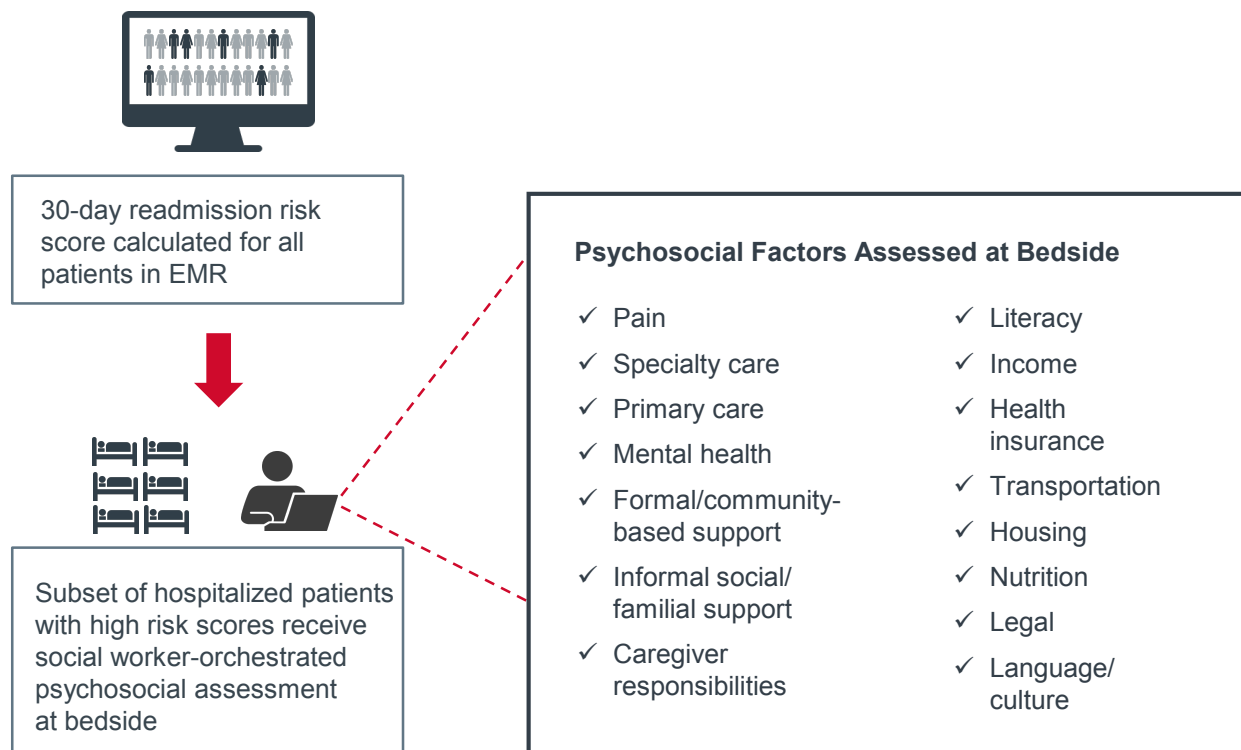 30-day readmission risk
score calculated for all
patients in EMR
Subset of hospitalized patients
with high risk scores receive
social worker-orchestrated
psychosocial assessment
at bedside
Psychosocial Factors Assessed at Bedside
✓ Pain
✓ Specialty care
✓ Primary care
✓ Mental health
✓ Formal/community-
based support
✓ Informal social/
familial support
✓ Caregiver
responsibilities
✓ Literacy
✓ Income
✓ Health
insurance
✓ Transportation
✓ Housing
✓ Nutrition
✓ Legal
✓ Language/
culture